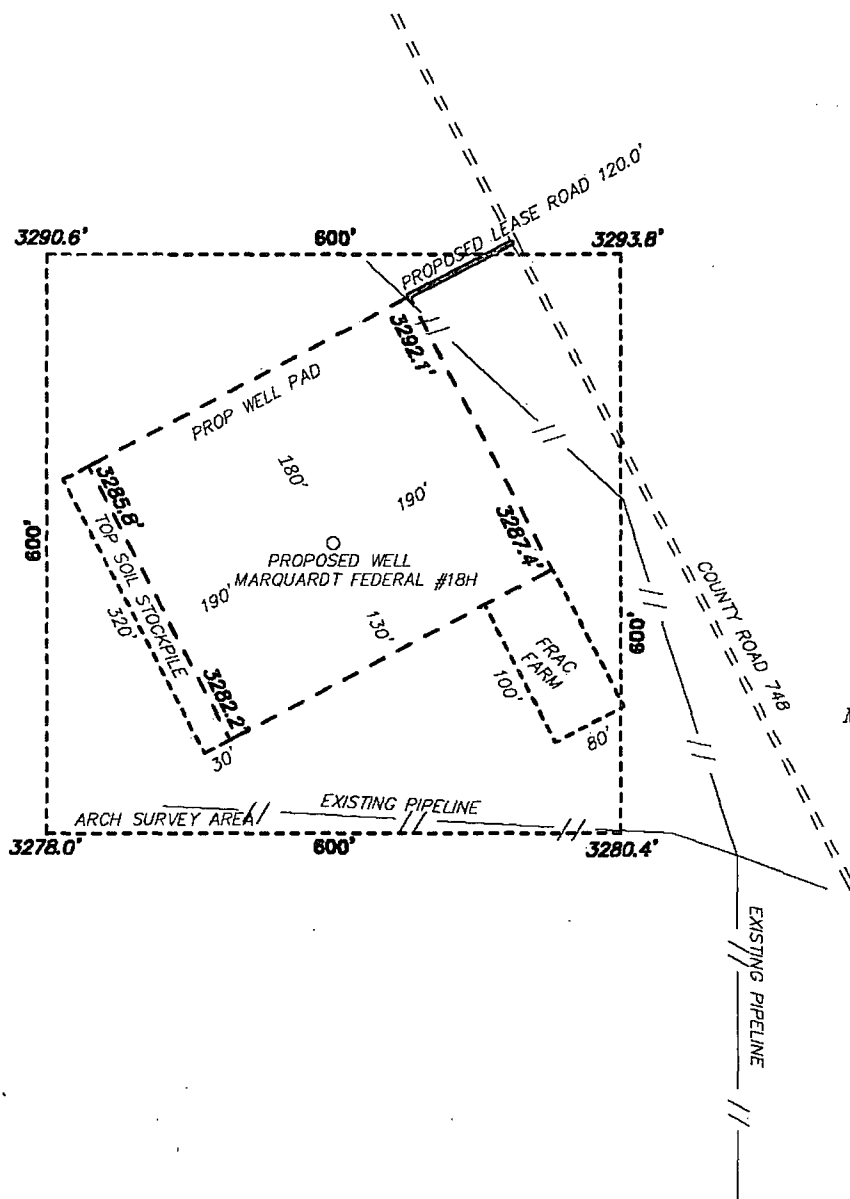 PROPOSED LEASE ROAD 120.0'
3290.6'
600'
3293.8'
3292.1'
PROP WELL PAD
180'
190'
3285.8'
3287.4'
600'
TOP SOIL STOCKPILE
PROPOSED WELL
MARQUARDT FEDERAL #18H
COUNTY ROAD 748
190'
320'
130'
600'
FRAC
FARM
100'
3282.2'
30'
80'
EXISTING PIPELINE
ARCH SURVEY AREA
3278.0'
600'
3280.4'
EXISTING PIPELINE